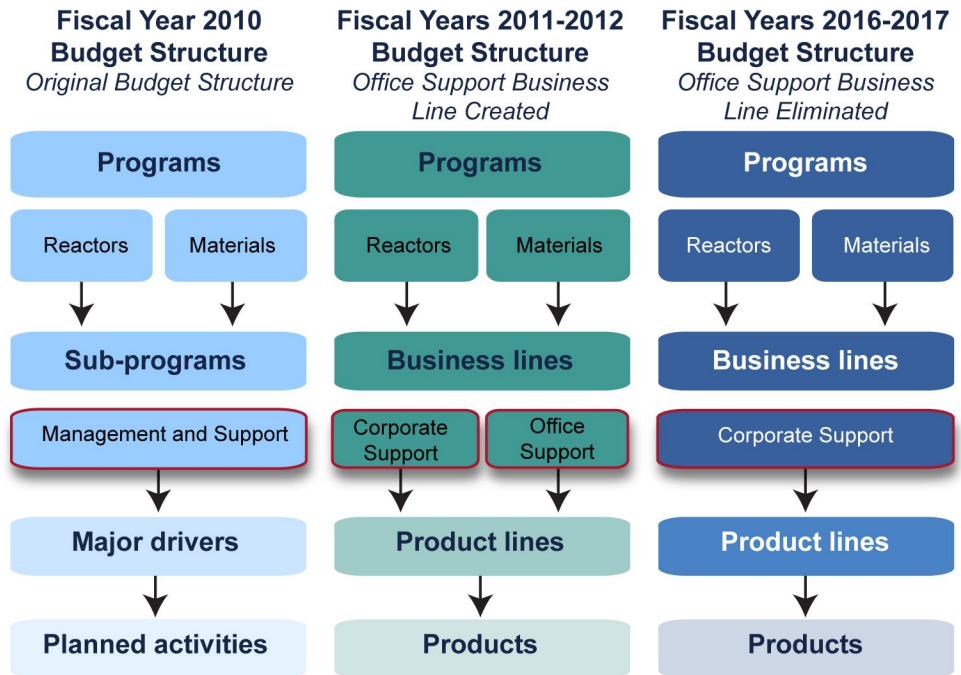 Fiscal Year 2010
Budget Structure
Original Budget Structure
Programs
Reactors
Materials
Sub-programs
Management and Support
Major drivers
Planned activities
Fiscal Years 2011-2012
Budget Structure
Office Support Business
Line Created
Programs
Reactors
Materials
Business lines
Corporate
Support
Office
Support
Product lines
Products
Fiscal Years 2016-2017
Budget Structure
Office Support Business
Line Eliminated
Programs
Reactors
Materials
Business lines
Corporate Support
Product lines
Products